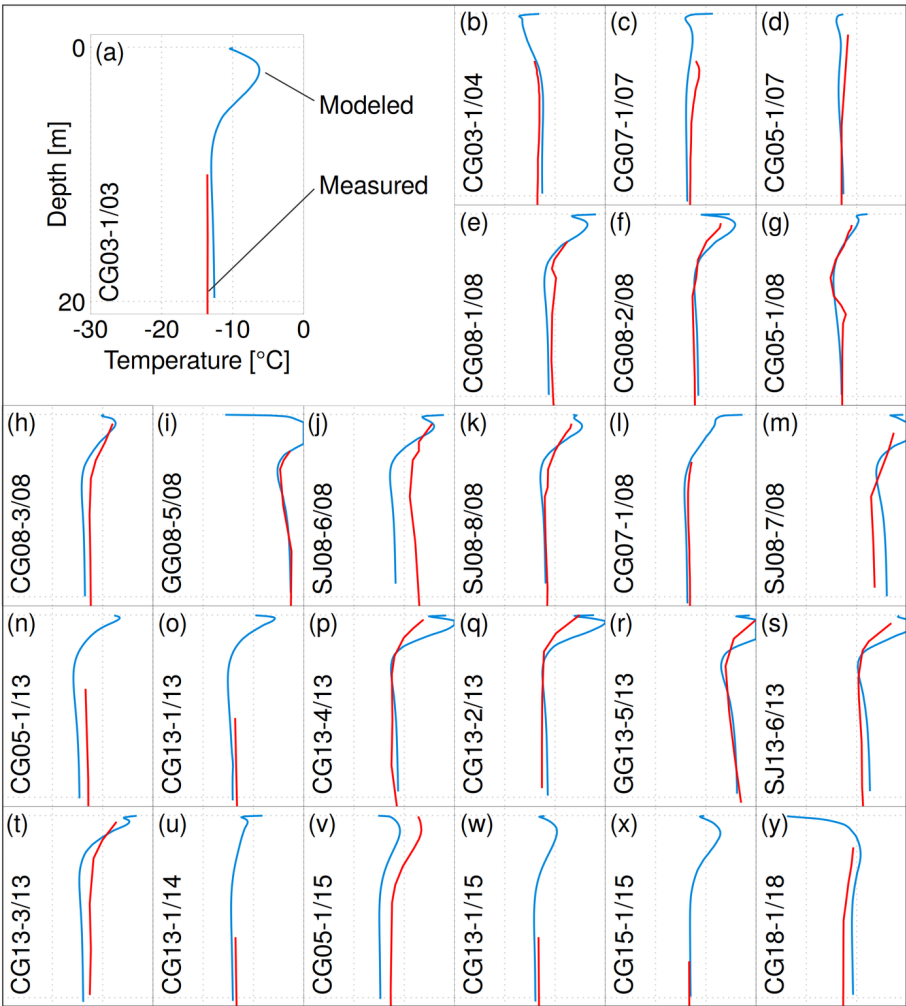 (a)
0
20
Depth [m]
CG03-1/03
-30 -20 -10 0
Temperature [°C]
Modeled
Measured
(b)
CG03-1/04
(c)
CG07-1/07
(d)
CG05-1/07
(e)
CG08-1/08
(f)
CG08-2/08
(g)
CG05-1/08
(h)
CG08-3/08
(i)
GG08-5/08
(j)
SJ08-6/08
(k)
SJ08-8/08
(l)
CG07-1/08
(m)
SJ08-7/08
(n)
CG05-1/13
(o)
CG13-1/13
(p)
CG13-4/13
(q)
CG13-2/13
(r)
GG13-5/13
(s)
SJ13-6/13
(t)
CG13-3/13
(u)
CG13-1/14
(v)
CG05-1/15
(w)
CG13-1/15
(x)
CG15-1/15
(y)
CG18-1/18